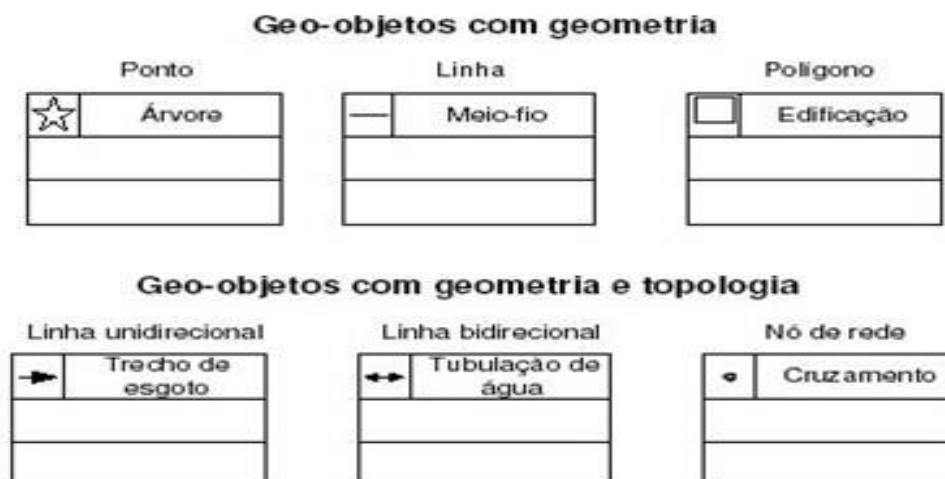 Geo-objetos com geometria
Ponto
Linha
Polígono
Árvore
Meio-fio
Edificação
Geo-objetos com geometria e topologia
Linha unidirecional
Linha bidirecional
Nó de rede
Trecho de
esgoto
Tubulação de
água
Cruzamento